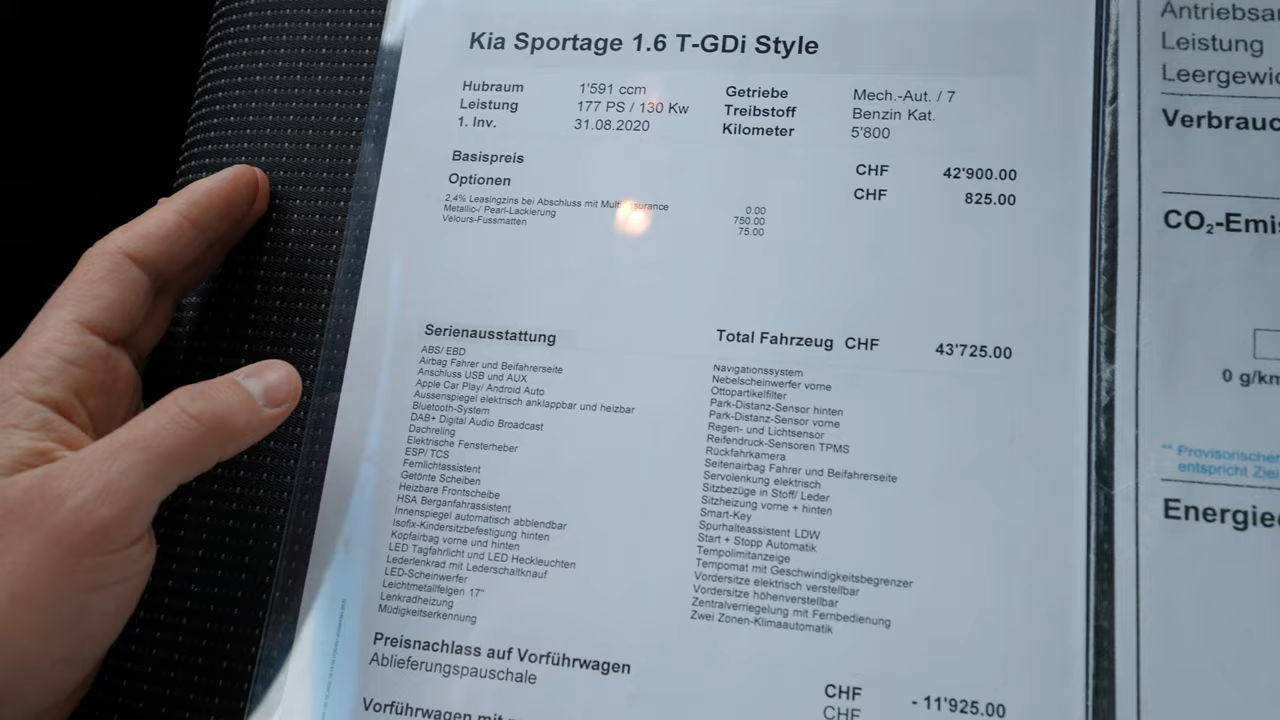 Kia Sportage 1.6 T-GDi Style
Hubraum 1'591 ccm Getriebe Mech.-Aut. / 7
Leistung 177 PS / 130 Kw Treibstoff Benzin Kat.
1. Inv. 31.08.2020 Kilometer 5'800
Basispreis CHF 42'900.00
Optionen CHF 825.00
2,4% Leasingzins bei Abschluss mit 0.00
Metallic-/ Pearl-Lackierung 750.00
Velours-Fussmatten 75.00
Serienausstattung
ABS/ EBD
Airbag Fahrer und Beifahrerseite
Anschluss USB und AUX
Apple Car Play/ Android Auto
Aussenspiegel elektrisch anklappbar und heizbar
Bluetooth-System
DAB+ Digital Audio Broadcast
Dachreling
Elektrische Fensterheber
ESP/ TCS
Fernlichtassistent
Getönte Scheiben
Heizbare Frontscheibe
HSA Berganfahrassistent
Innenspiegel automatisch abblendbar
Isofix-Kindersitzbefestigung hinten
Kopfairbag vorne und hinten
LED Tagfahrlicht und LED Heckleuchten
Lederlenkrad mit Lederschaltknauf
LED-Scheinwerfer
Leichtmetallfelgen 17"
Lenkradheizung
Müdigkeitserkennung
Total Fahrzeug CHF 43'725.00
Navigationssystem
Nebelscheinwerfer vorne
Ottopartikelfilter
Park-Distanz-Sensor hinten
Park-Distanz-Sensor vorne
Regen- und Lichtsensor
Reifendruck-Sensoren TPMS
Rückfahrkamera
Seitenairbag Fahrer und Beifahrerseite
Servolenkung elektrisch
Sitzbezüge in Stoff/ Leder
Sitzheizung vorne + hinten
Smart-Key
Spurhalteassistent LDW
Start + Stopp Automatik
Tempolimitanzeige
Tempomat mit Geschwindigkeitsbegrenzer
Vordersitze elektrisch verstellbar
Vordersitze höhenverstellbar
Zentralverriegelung mit Fernbedienung
Zwei Zonen-Klimaautomatik
Preisnachlass auf Vorführwagen CHF - 11'925.00
Ablieferungspauschale CHF
Vorführwagen
Antriebsa
Leistung
Leergewic
Verbrauc
CO₂-Emis
0 g/km
** Provisorischer
entspricht Ziel
Energiee